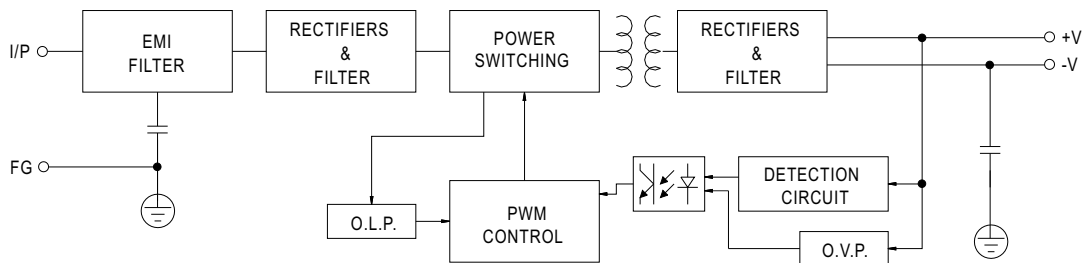 I/P
EMI
FILTER
RECTIFIERS
&
FILTER
POWER
SWITCHING
RECTIFIERS
&
FILTER
+V
-V
FG
O.L.P.
PWM
CONTROL
DETECTION
CIRCUIT
O.V.P.